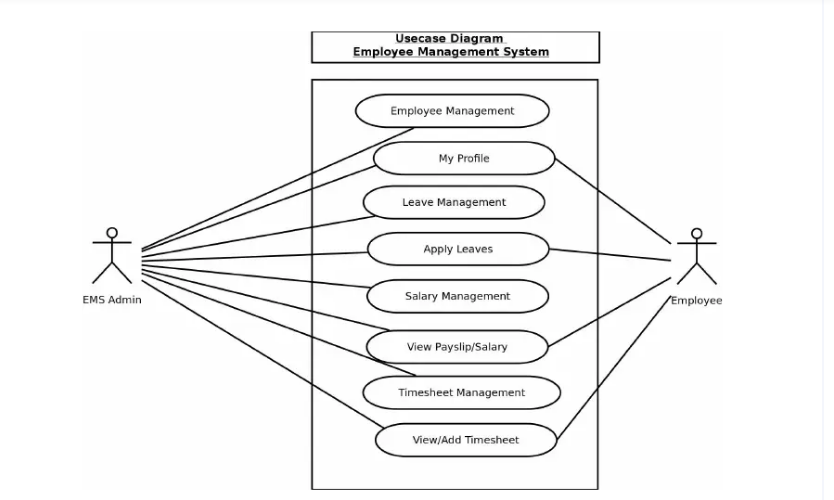 Usecase Diagram
Employee Management System
Employee Management
My Profile
Leave Management
Apply Leaves
Salary Management
View Payslip/Salary
Timesheet Management
View/Add Timesheet
EMS Admin
Employee